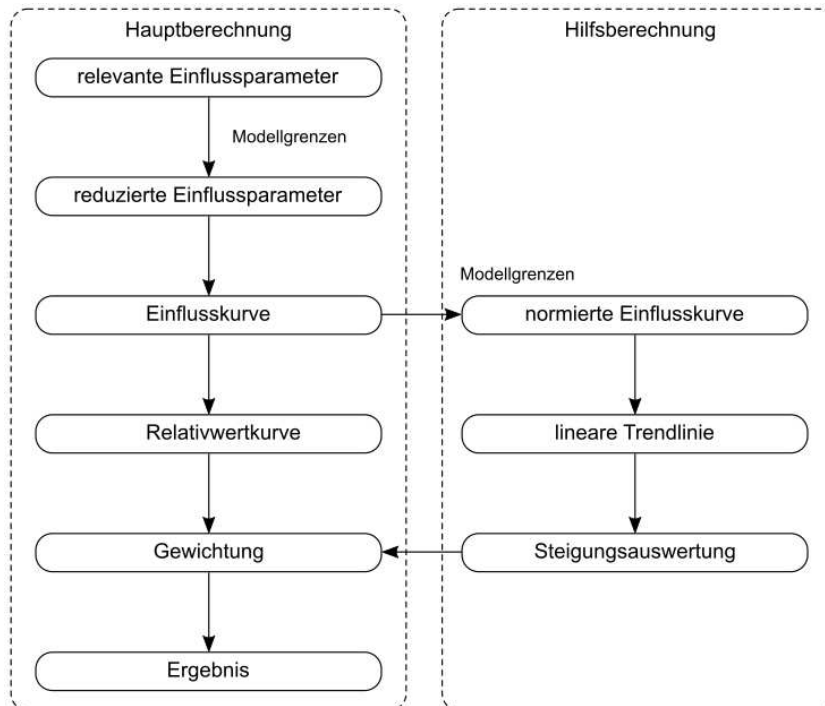 Hauptberechnung
relevante Einflussparameter
Modellgrenzen
reduzierte Einflussparameter
Einflusskurve
Relativwertkurve
Gewichtung
Ergebnis
Hilfsberechnung
Modellgrenzen
normierte Einflusskurve
lineare Trendlinie
Steigungsauswertung